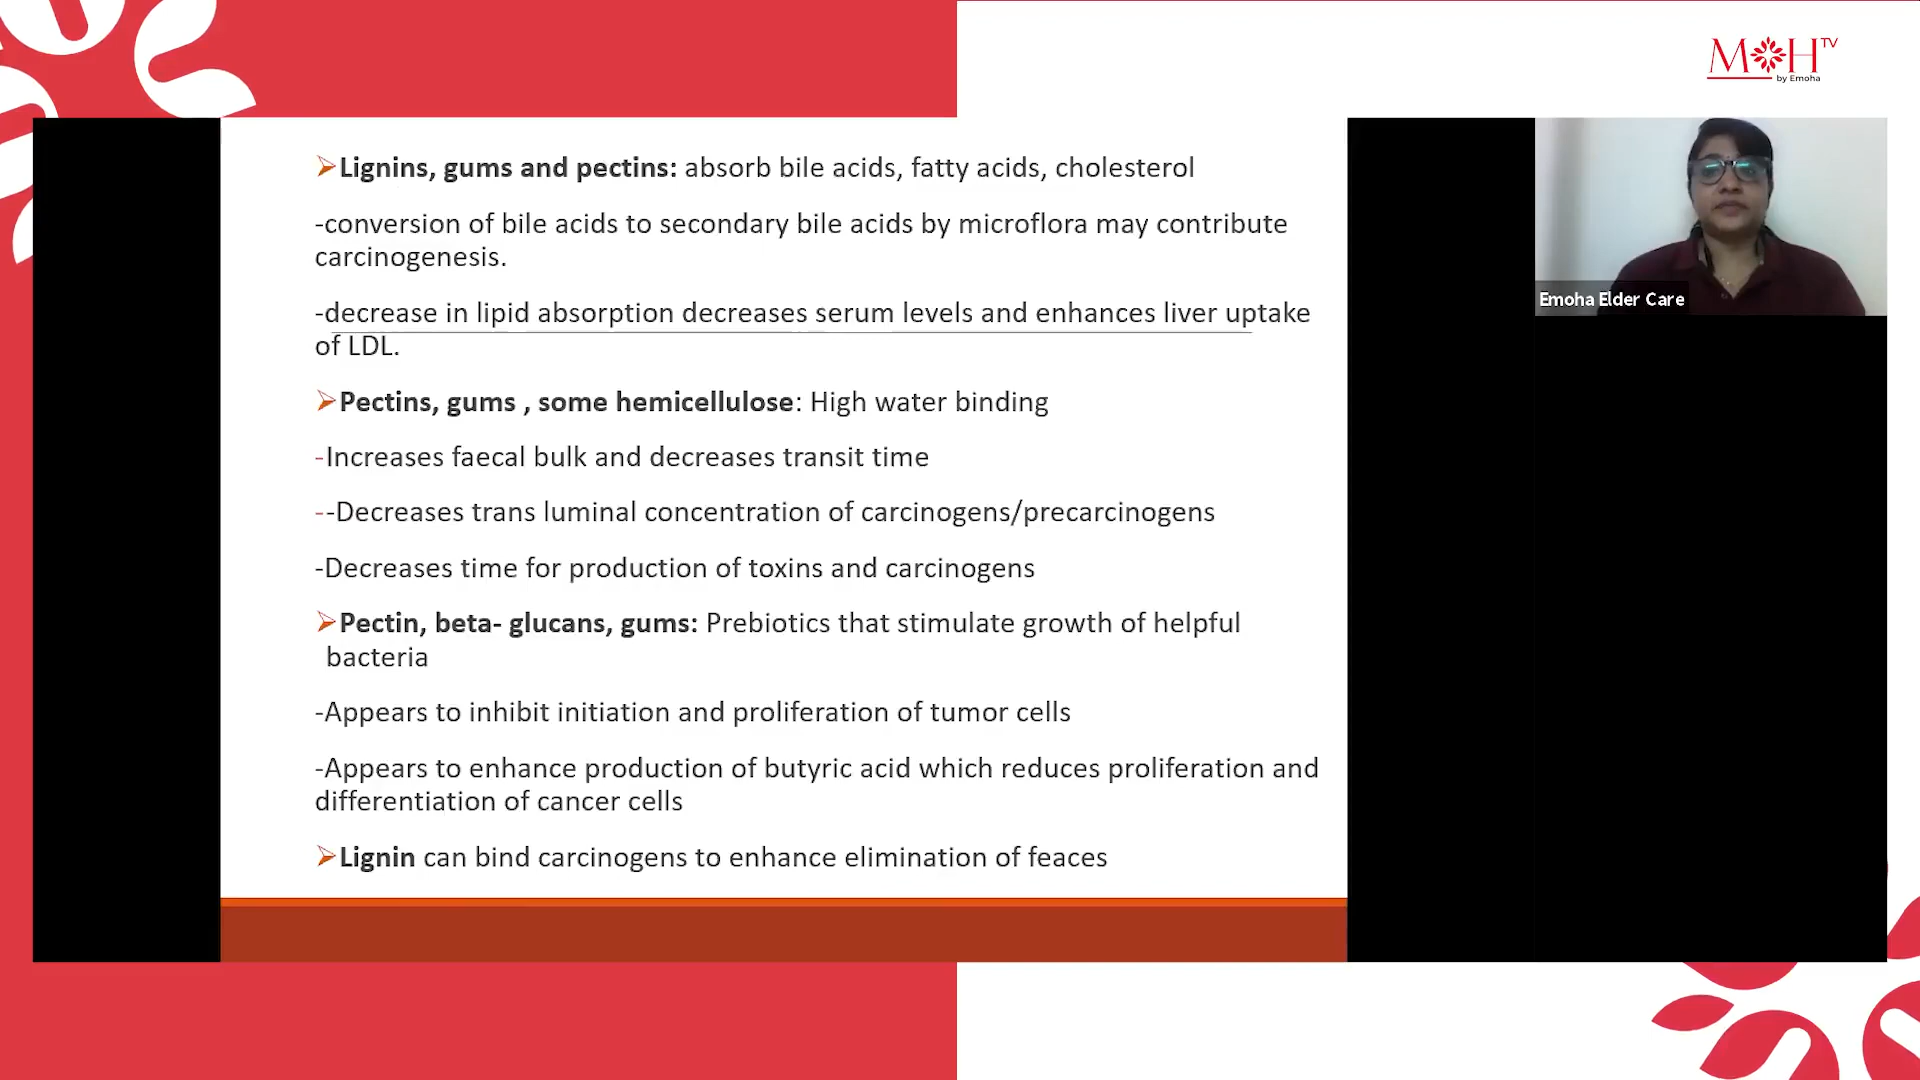 MOH TV
by Emoha
Lignins, gums and pectins: absorb bile acids, fatty acids, cholesterol
-conversion of bile acids to secondary bile acids by microflora may contribute
carcinogenesis.
-decrease in lipid absorption decreases serum levels and enhances liver uptake
of LDL.
Pectins, gums , some hemicellulose: High water binding
-Increases faecal bulk and decreases transit time
--Decreases trans luminal concentration of carcinogens/precarcinogens
-Decreases time for production of toxins and carcinogens
Pectin, beta- glucans, gums: Prebiotics that stimulate growth of helpful
bacteria
-Appears to inhibit initiation and proliferation of tumor cells
-Appears to enhance production of butyric acid which reduces proliferation and
differentiation of cancer cells
Lignin can bind carcinogens to enhance elimination of feaces
Emoha Elder Care